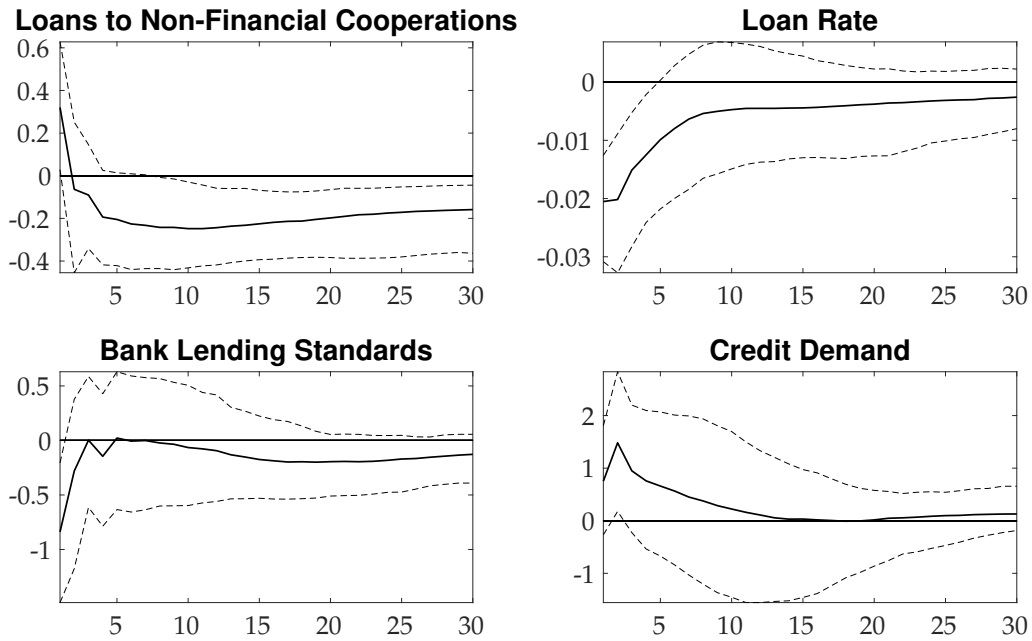 Loans to Non-Financial Cooperations
0.6
0.4
0.2
0
-0.2
-0.4
5 10 15 20 25 30
Loan Rate
0
-0.01
-0.02
-0.03
5 10 15 20 25 30
Bank Lending Standards
0.5
0
-0.5
-1
5 10 15 20 25 30
Credit Demand
2
1
0
-1
5 10 15 20 25 30